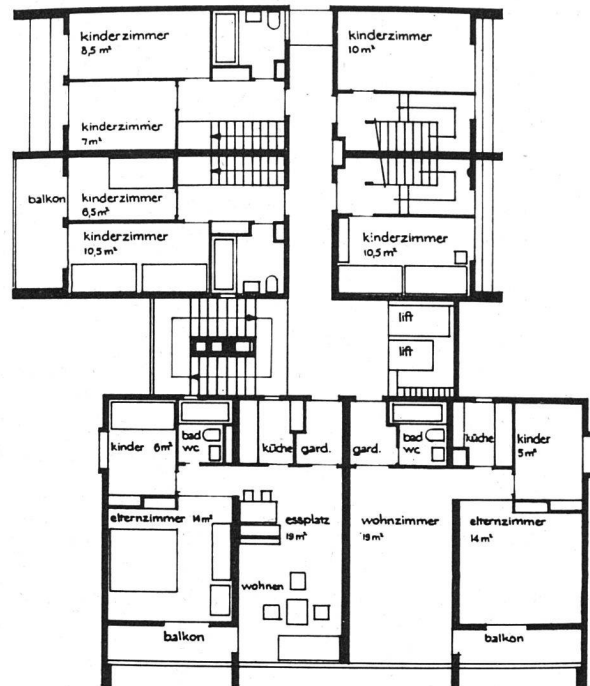 kinderzimmer
8,5 m²
kinderzimmer
10 m²
kinderzimmer
7 m²
balkon
kinderzimmer
6,5 m²
kinderzimmer
10,5 m²
kinderzimmer
10,5 m²
lift
lift
kinder 6 m²
bad
wc
küche
gard.
gard.
bad
wc
küche
kinder
5 m²
elternzimmer 14 m²
essplatz
19 m²
wohnzimmer
19 m²
elternzimmer
14 m²
wohnen
balkon
balkon